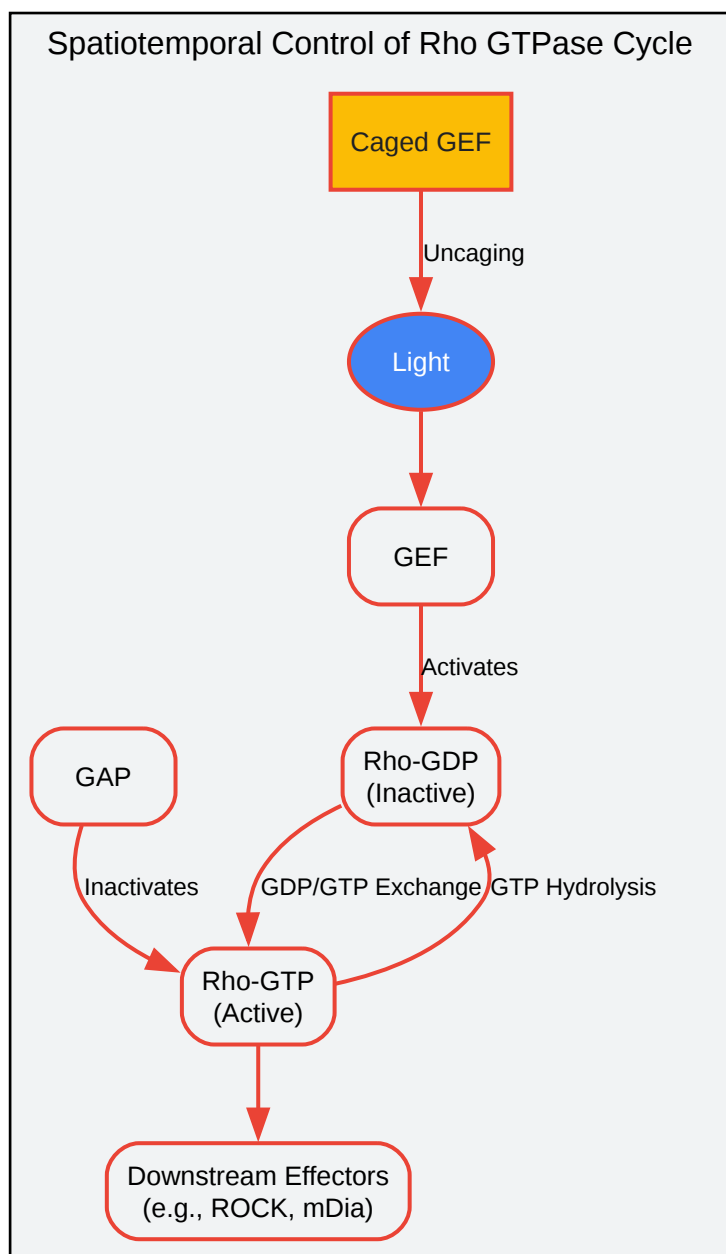 Spatiotemporal Control of Rho GTPase Cycle
Caged GEF
Uncaging
Light
GEF
Activates
GAP
Rho-GDP
(Inactive)
Inactivates
GDP/GTP Exchange
GTP Hydrolysis
Rho-GTP
(Active)
Downstream Effectors
(e.g., ROCK, mDia)